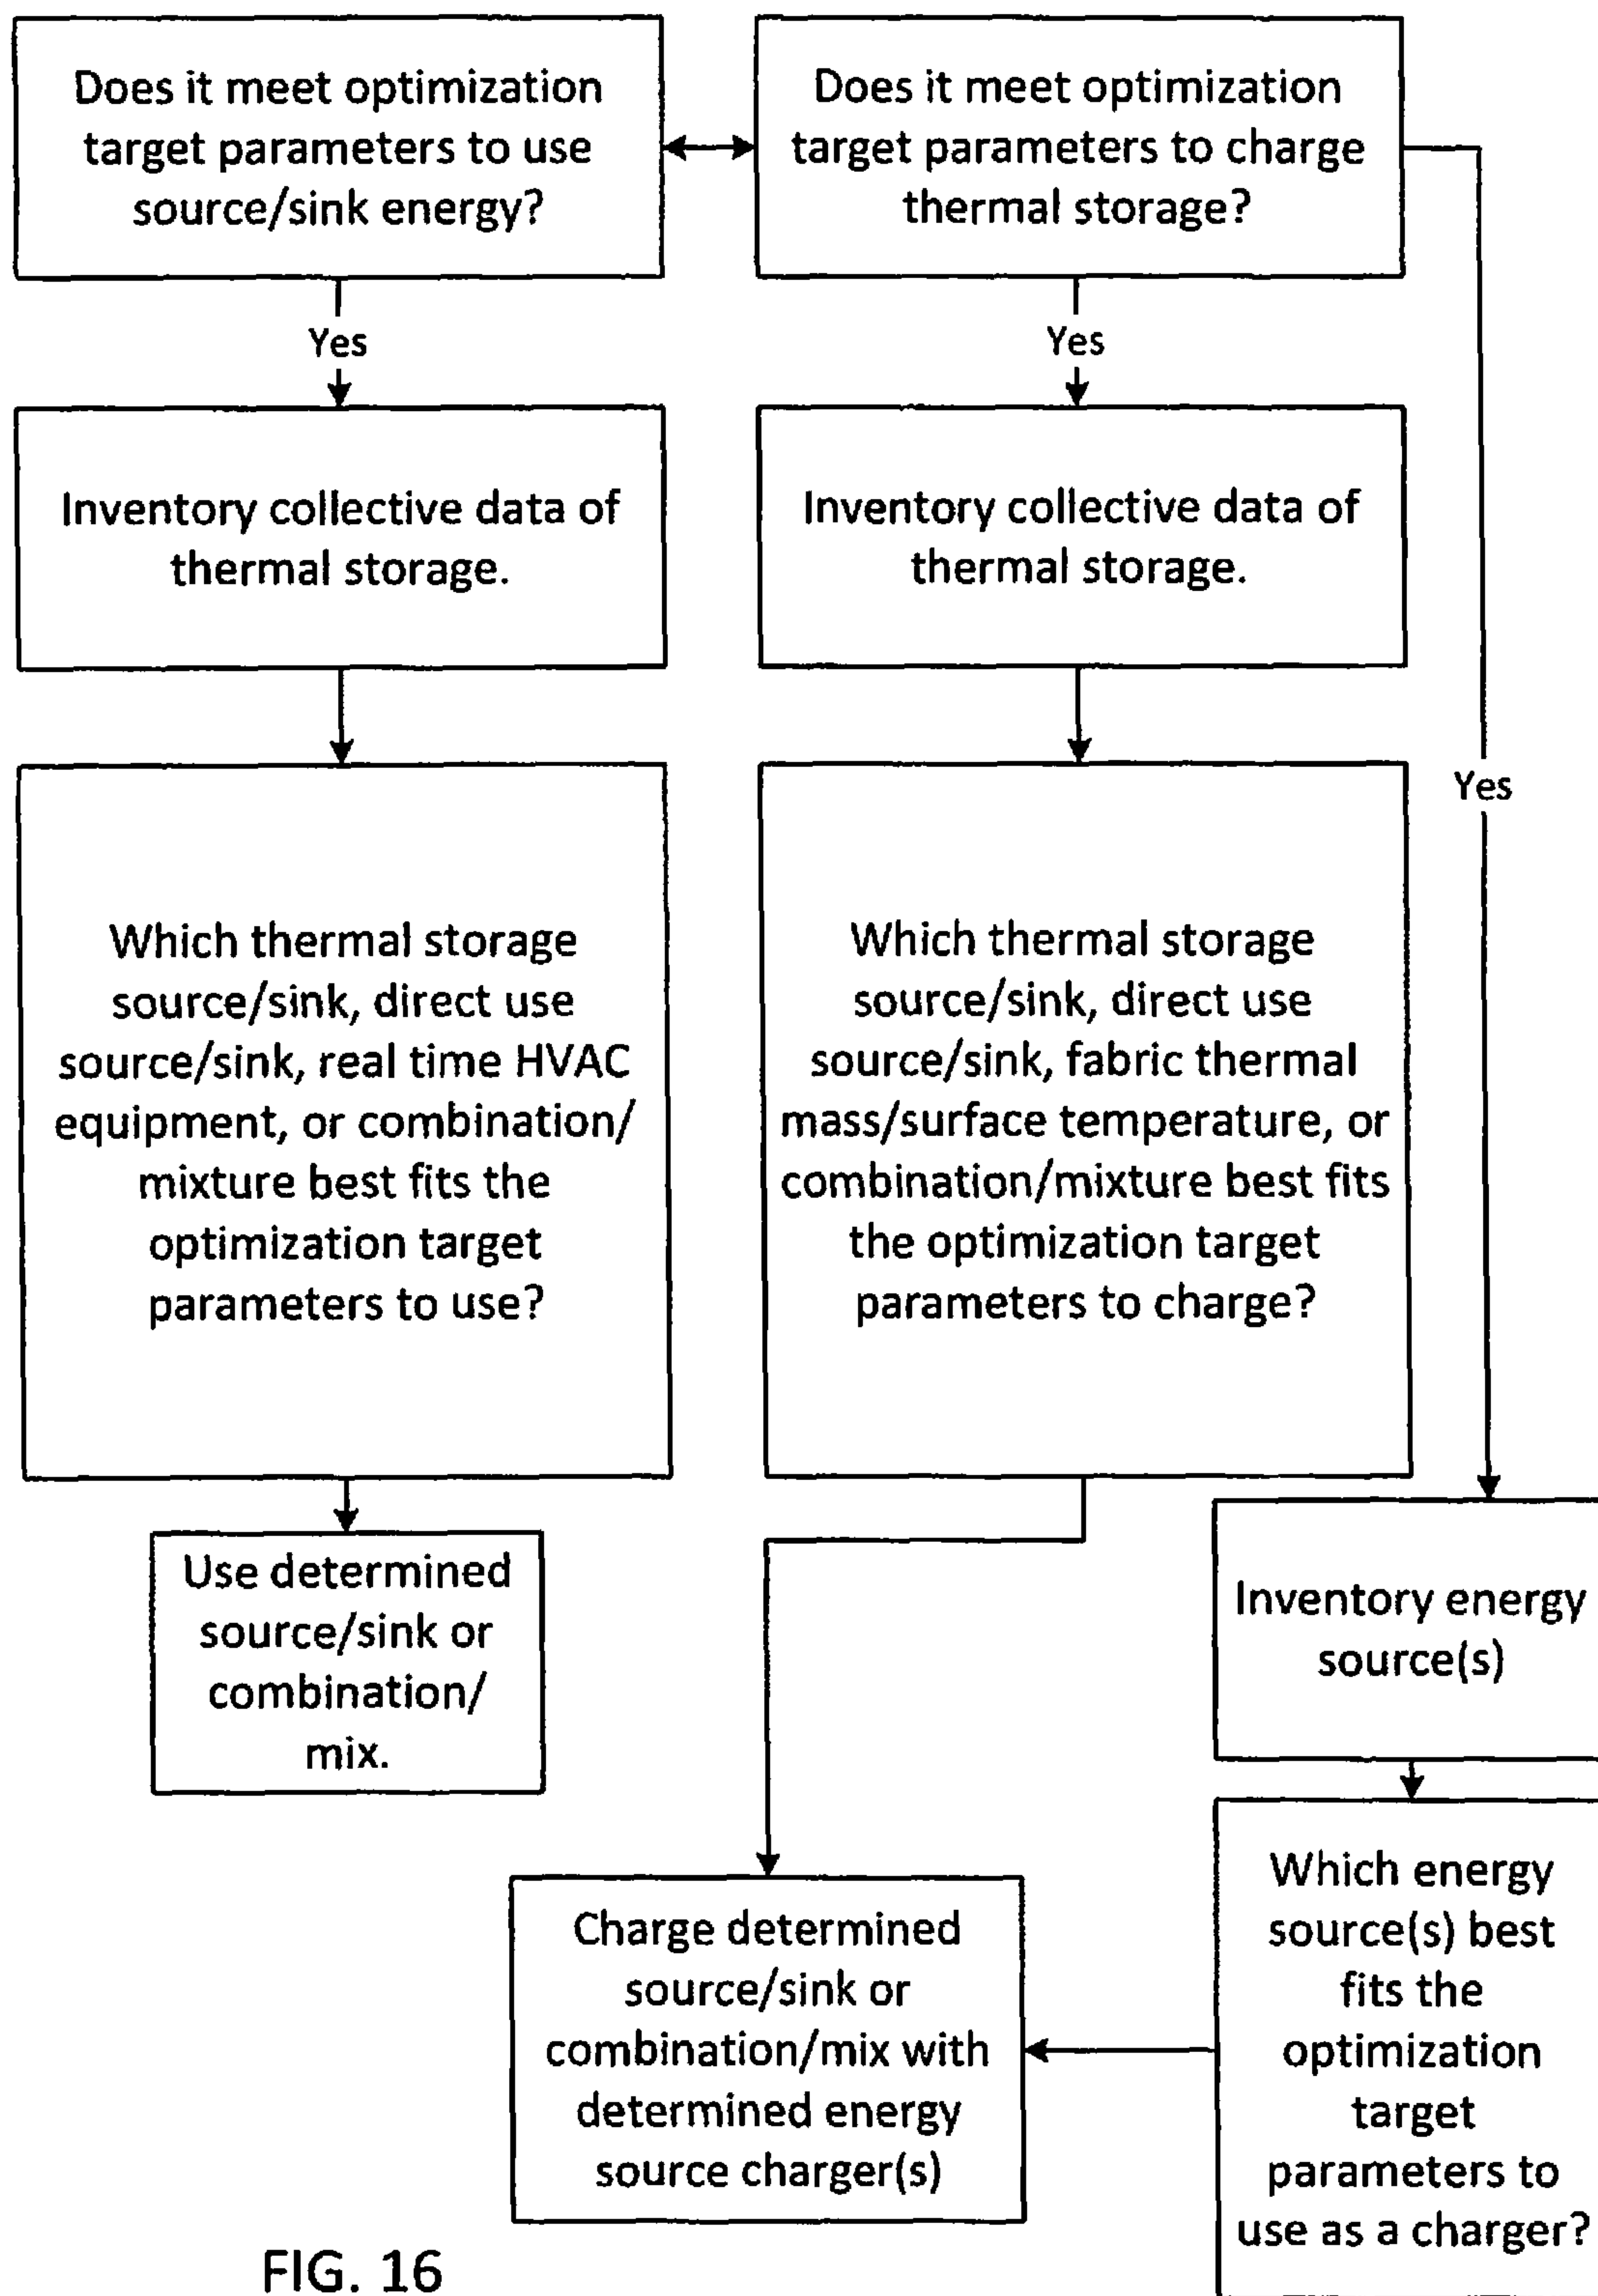 Does it meet optimization
target parameters to use
source/sink energy?
Does it meet optimization
target parameters to charge
thermal storage?
Yes
Yes
Inventory collective data of
thermal storage.
Inventory collective data of
thermal storage.
Yes
Which thermal storage
source/sink, direct use
source/sink, real time HVAC
equipment, or combination/
mixture best fits the
optimization target
parameters to use?
Which thermal storage
source/sink, direct use
source/sink, fabric thermal
mass/surface temperature, or
combination/mixture best fits
the optimization target
parameters to charge?
Use determined
source/sink or
combination/
mix.
Inventory energy
source(s)
Charge determined
source/sink or
combination/mix with
determined energy
source charger(s)
Which energy
source(s) best
fits the
optimization
target
parameters to
use as a charger?
FIG. 16